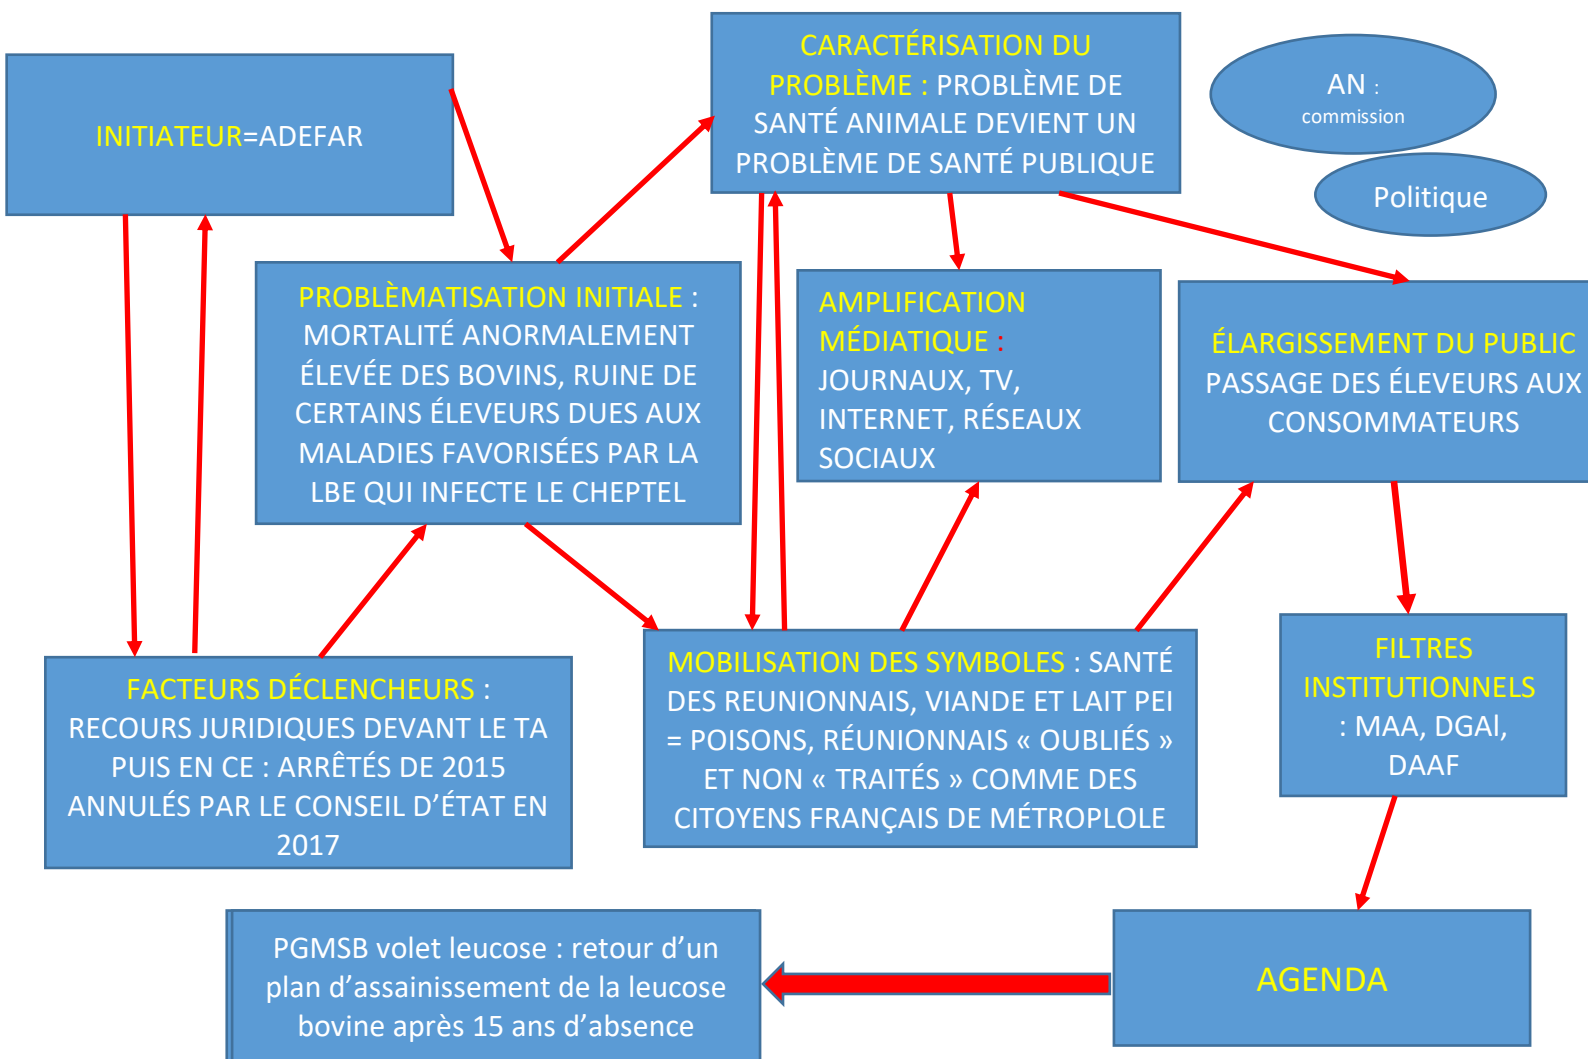 INITIATEUR=ADEFAR
CARACTÉRISATION DU
PROBLÈME : PROBLÈME DE
SANTÉ ANIMALE DEVIENT UN
PROBLÈME DE SANTÉ PUBLIQUE
AN :
commission
Politique
PROBLÈMATISATION INITIALE :
MORTALITÉ ANORMALEMENT
ÉLEVÉE DES BOVINS, RUINE DE
CERTAINS ÉLEVEURS DUES AUX
MALADIES FAVORISÉES PAR LA
LBE QUI INFECTE LE CHEPTEL
AMPLIFICATION
MÉDIATIQUE :
JOURNAUX, TV,
INTERNET, RÉSEAUX
SOCIAUX
ÉLARGISSEMENT DU PUBLIC
PASSAGE DES ÉLEVEURS AUX
CONSOMMATEURS
FACTEURS DÉCLENCHEURS :
RECOURS JURIDIQUES DEVANT LE TA
PUIS EN CE : ARRÊTÉS DE 2015
ANNULÉS PAR LE CONSEIL D’ÉTAT EN
2017
MOBILISATION DES SYMBOLES : SANTÉ
DES REUNIONNAIS, VIANDE ET LAIT PEI
= POISONS, RÉUNIONNAIS « OUBLIÉS »
ET NON « TRAITÉS » COMME DES
CITOYENS FRANÇAIS DE MÉTROPLOLE
FILTRES
INSTITUTIONNELS
: MAA, DGAl,
DAAF
PGMSB volet leucose : retour d’un
plan d’assainissement de la leucose
bovine après 15 ans d’absence
AGENDA